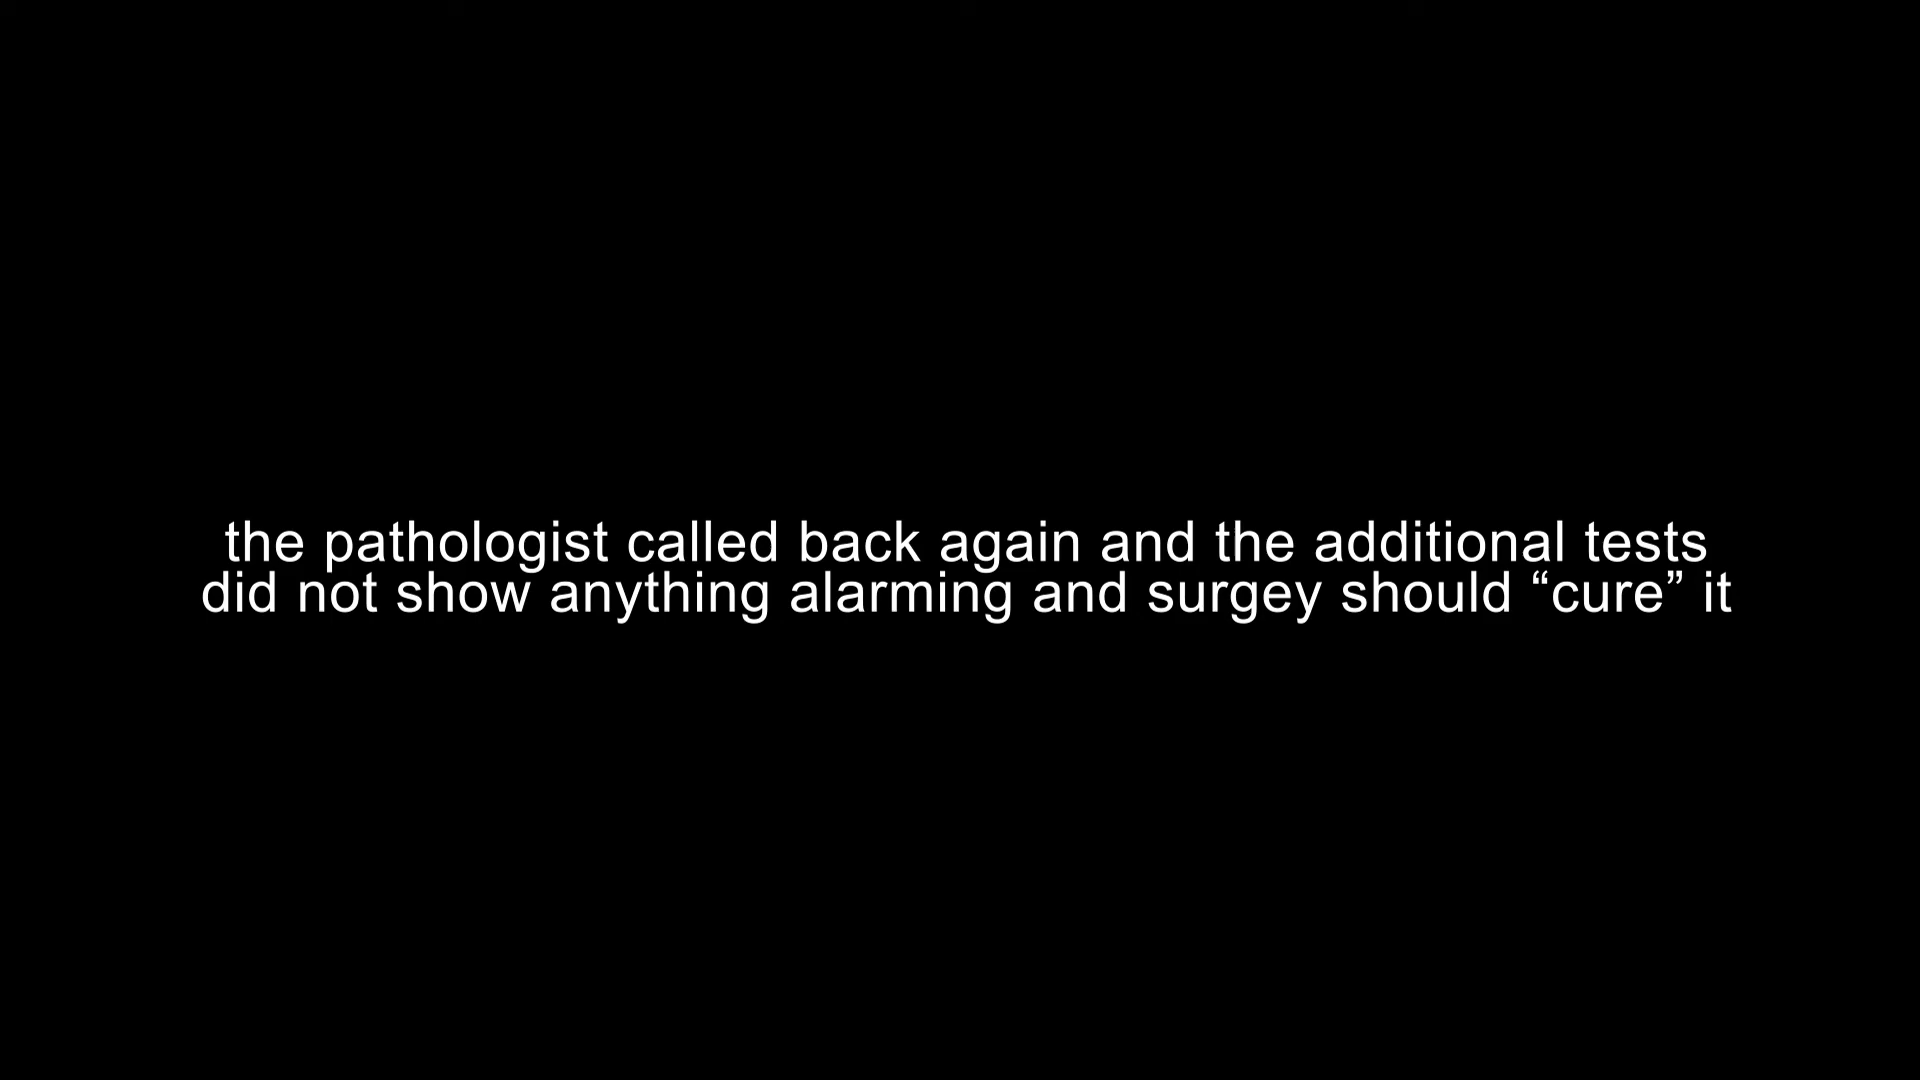 the pathologist called back again and the additional tests
did not show anything alarming and surgey should “cure” it